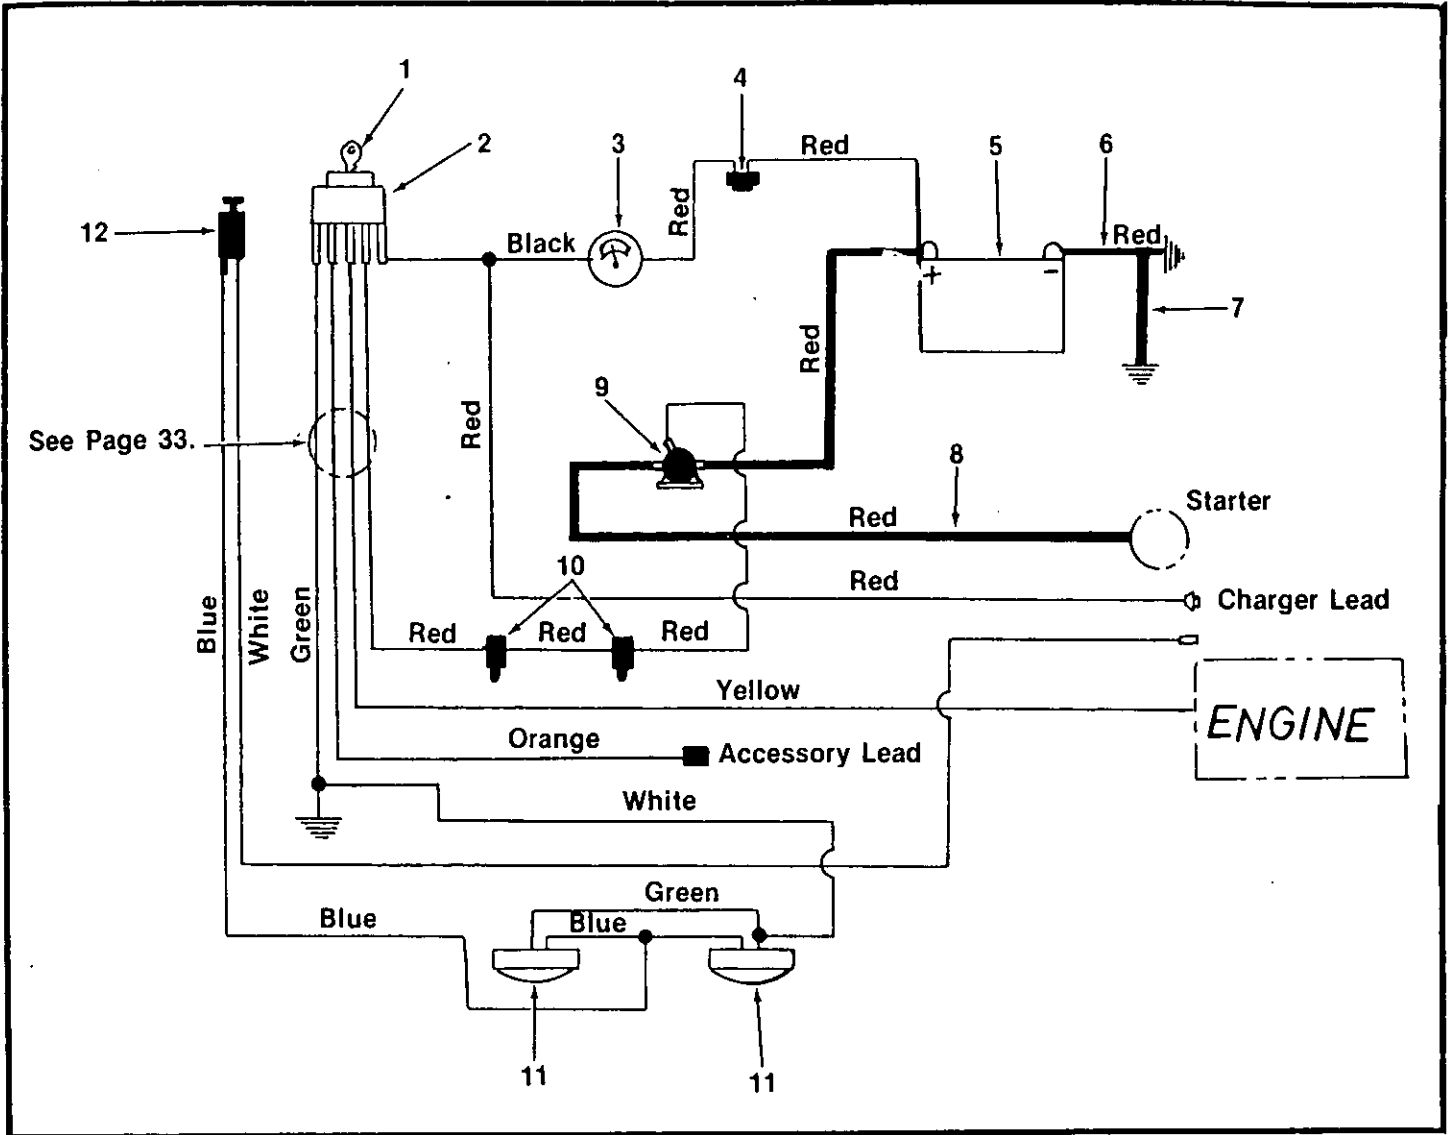 1
4
2
3
Red
5
6
12
Black
Red
Red
+
−
7
Red
9
Red
See Page 33.
8
Starter
Red
10
Red
Charger Lead
Blue
White
Green
Red
Red
Red
Yellow
ENGINE
Orange
Accessory Lead
White
Green
Blue
Blue
11
11